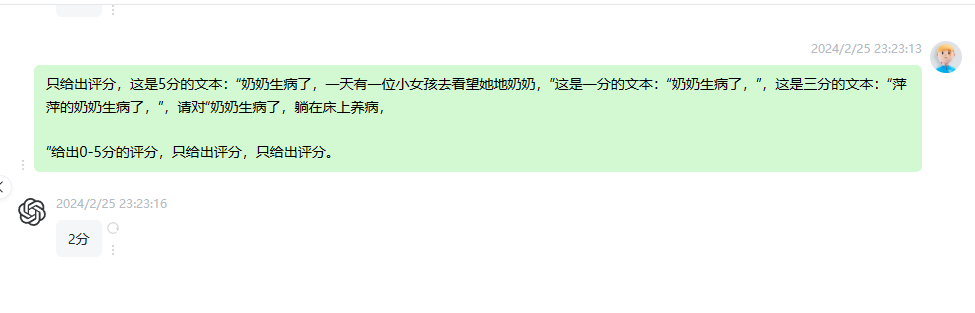 2024/2/25 23:23:13
只给出评分，这是5分的文本：“奶奶生病了，一天有一位小女孩去看望她地奶奶，”这是一分的文本：“奶奶生病了，”，这是三分的文本：“萍
萍的奶奶生病了，”，请对“奶奶生病了，躺在床上养病，
”给出0-5分的评分，只给出评分，只给出评分。
2024/2/25 23:23:16
2分